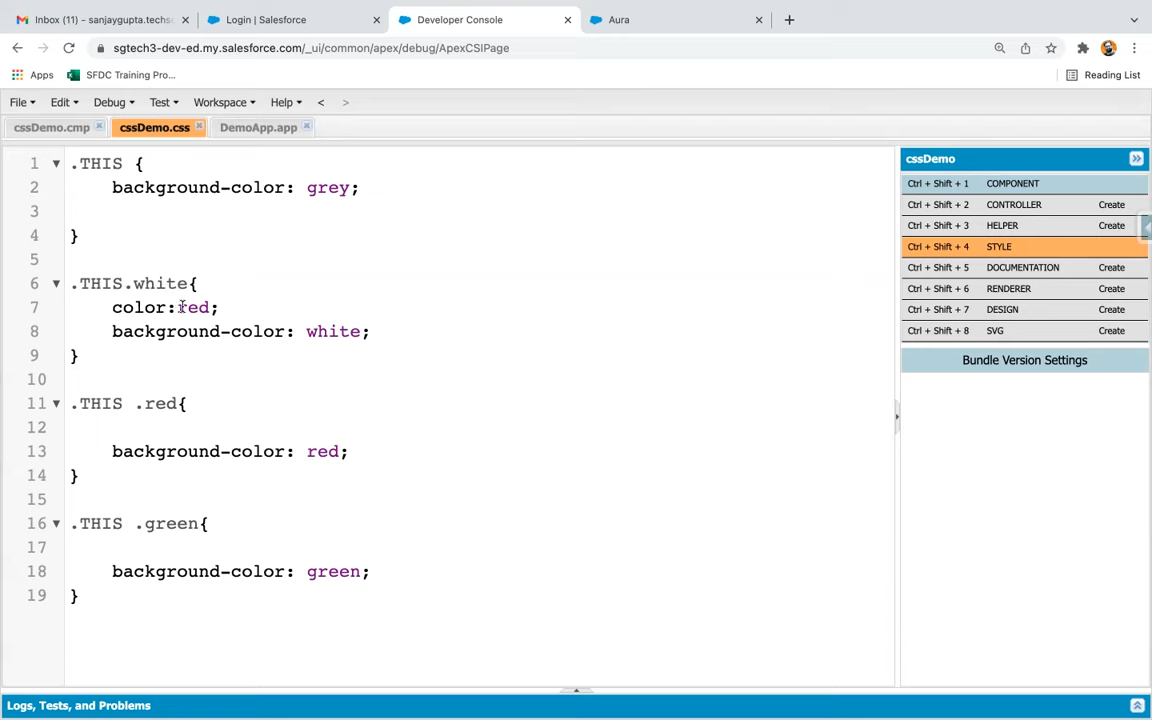 Inbox (11) – sanjaygupta.techsc
Login | Salesforce
Developer Console
Aura
sgtech3-dev-ed.my.salesforce.com/_ui/common/apex/debug/ApexCSIPage
Apps
SFDC Training Pro...
Reading List
File Edit Debug Test Workspace Help < >
cssDemo.cmp
cssDemo.css
DemoApp.app
1 .THIS {
2 background-color: grey;
3
4 }
5
6 .THIS.white{
7 color:red;
8 background-color: white;
9 }
10
11 .THIS .red{
12
13 background-color: red;
14 }
15
16 .THIS .green{
17
18 background-color: green;
19 }
cssDemo
Ctrl + Shift + 1 COMPONENT
Ctrl + Shift + 2 CONTROLLER Create
Ctrl + Shift + 3 HELPER Create
Ctrl + Shift + 4 STYLE
Ctrl + Shift + 5 DOCUMENTATION Create
Ctrl + Shift + 6 RENDERER Create
Ctrl + Shift + 7 DESIGN Create
Ctrl + Shift + 8 SVG Create
Bundle Version Settings
Logs, Tests, and Problems